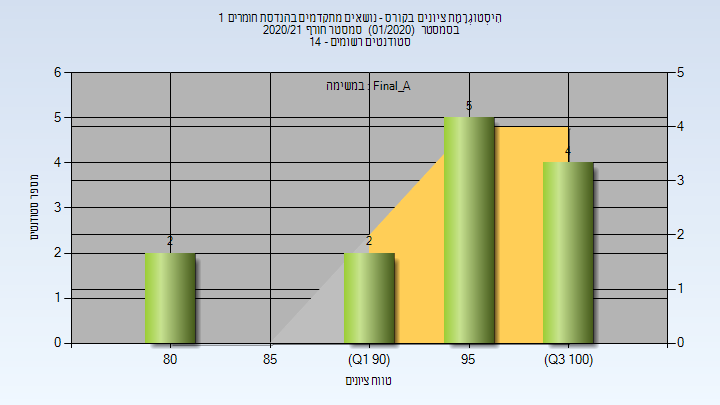 היסטוגרמת ציונים בקורס - נושאים מתקדמים בהנדסת חומרים 1
בסמסטר (01/2020) סמסטר חורף 2020/21
סטודנטים רשומים - 14
במשימה : Final_A
6
5
4
3
2
1
0
מספר סטודנטים
5
4
3
2
1
0
2
2
5
4
80
85
(Q1 90)
95
(Q3 100)
טווח ציונים